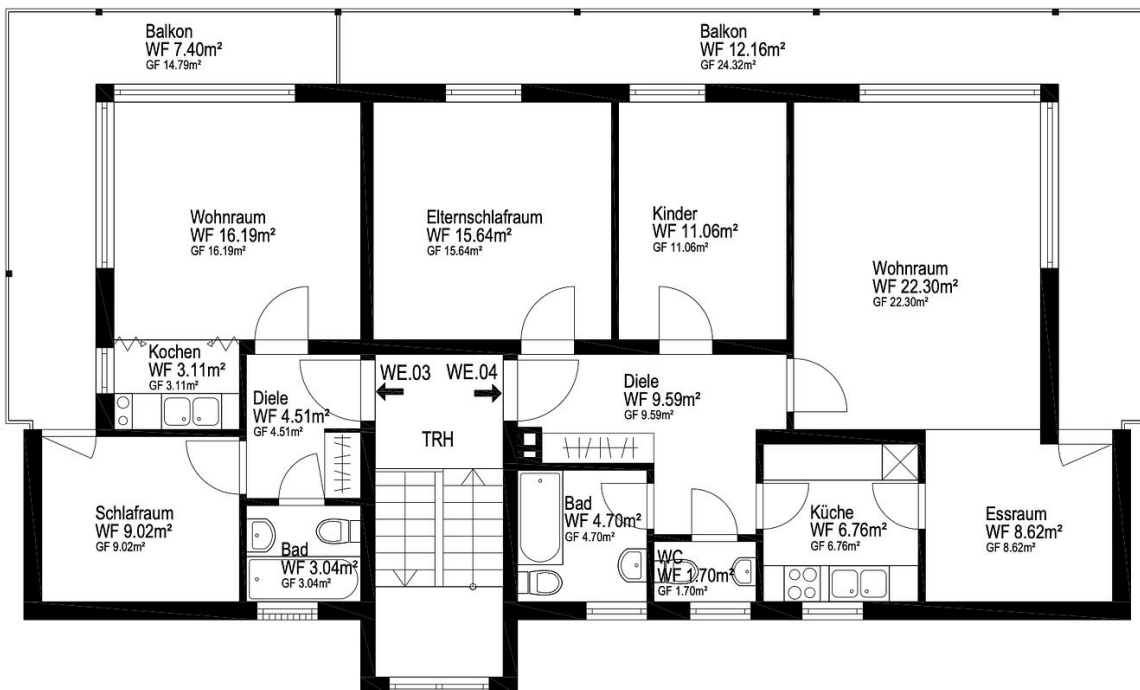 Balkon
WF 7.40m²
GF 14.79m²
Balkon
WF 12.16m²
GF 24.32m²
Wohnraum
WF 16.19m²
GF 16.19m²
Elternschlafraum
WF 15.64m²
GF 15.64m²
Kinder
WF 11.06m²
GF 11.06m²
Wohnraum
WF 22.30m²
GF 22.30m²
Kochen
WF 3.11m²
GF 3.11m²
Diele
WF 4.51m²
GF 4.51m²
WE.03 WE.04
TRH
Diele
WF 9.59m²
GF 9.59m²
Schlafraum
WF 9.02m²
GF 9.02m²
Bad
WF 3.04m²
GF 3.04m²
Bad
WF 4.70m²
GF 4.70m²
WC
WF 1.70m²
GF 1.70m²
Küche
WF 6.76m²
GF 6.76m²
Essraum
WF 8.62m²
GF 8.62m²